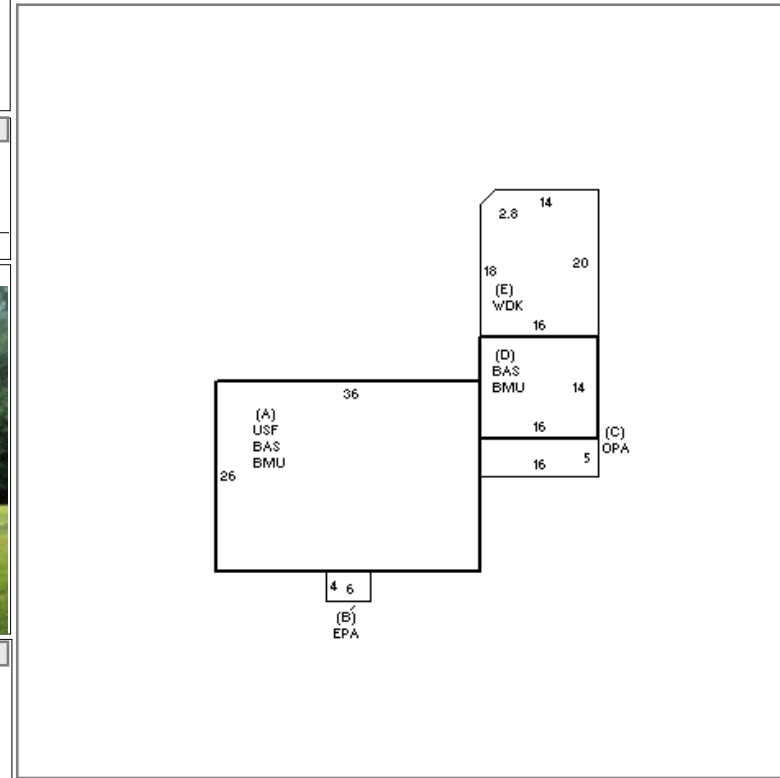 14
2.8
18
20
(E)
WDK
16
(D)
BAS
BMU
14
16
(C)
OPA
5
16
36
(A)
USF
BAS
BMU
26
4 6
(B)
EPA